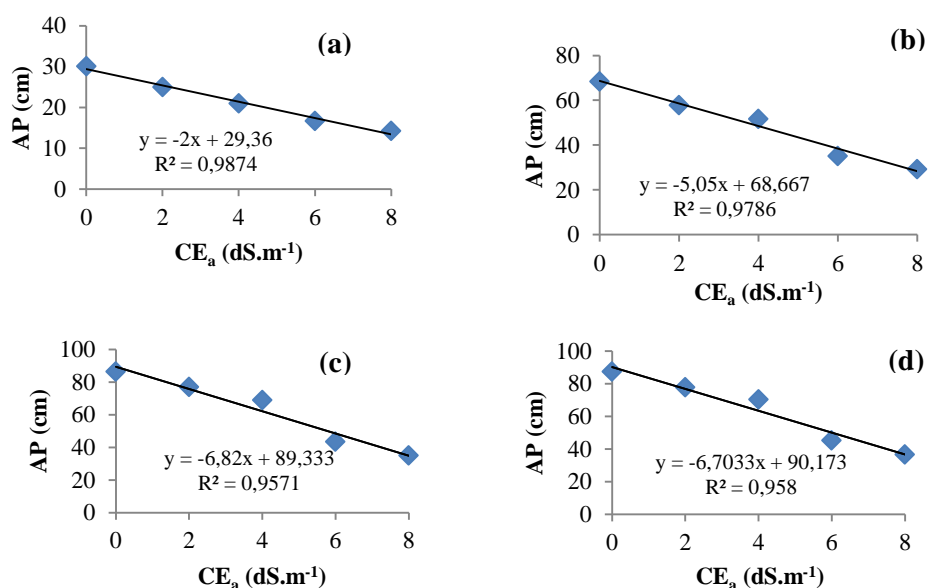 (a)
AP (cm)
30
20
10
0
y = -2x + 29,36
R² = 0,9874
0 2 4 6 8
CEa (dS.m-1)
(b)
AP (cm)
80
60
40
20
0
y = -5,05x + 68,667
R² = 0,9786
0 2 4 6 8
CEa (dS.m-1)
(c)
AP (cm)
100
80
60
40
20
0
y = -6,82x + 89,333
R² = 0,9571
0 2 4 6 8
CEa (dS.m-1)
(d)
AP (cm)
100
80
60
40
20
0
y = -6,7033x + 90,173
R² = 0,958
0 2 4 6 8
CEa (dS.m-1)